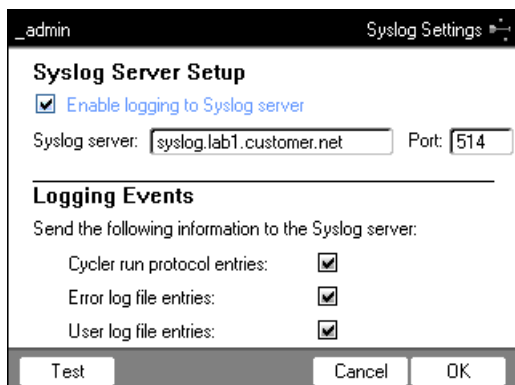 _admin Syslog Settings
Syslog Server Setup
Enable logging to Syslog server
Syslog server: syslog.lab1.customer.net Port: 514
Logging Events
Send the following information to the Syslog server:
Cycler run protocol entries:
Error log file entries:
User log file entries:
Test Cancel OK